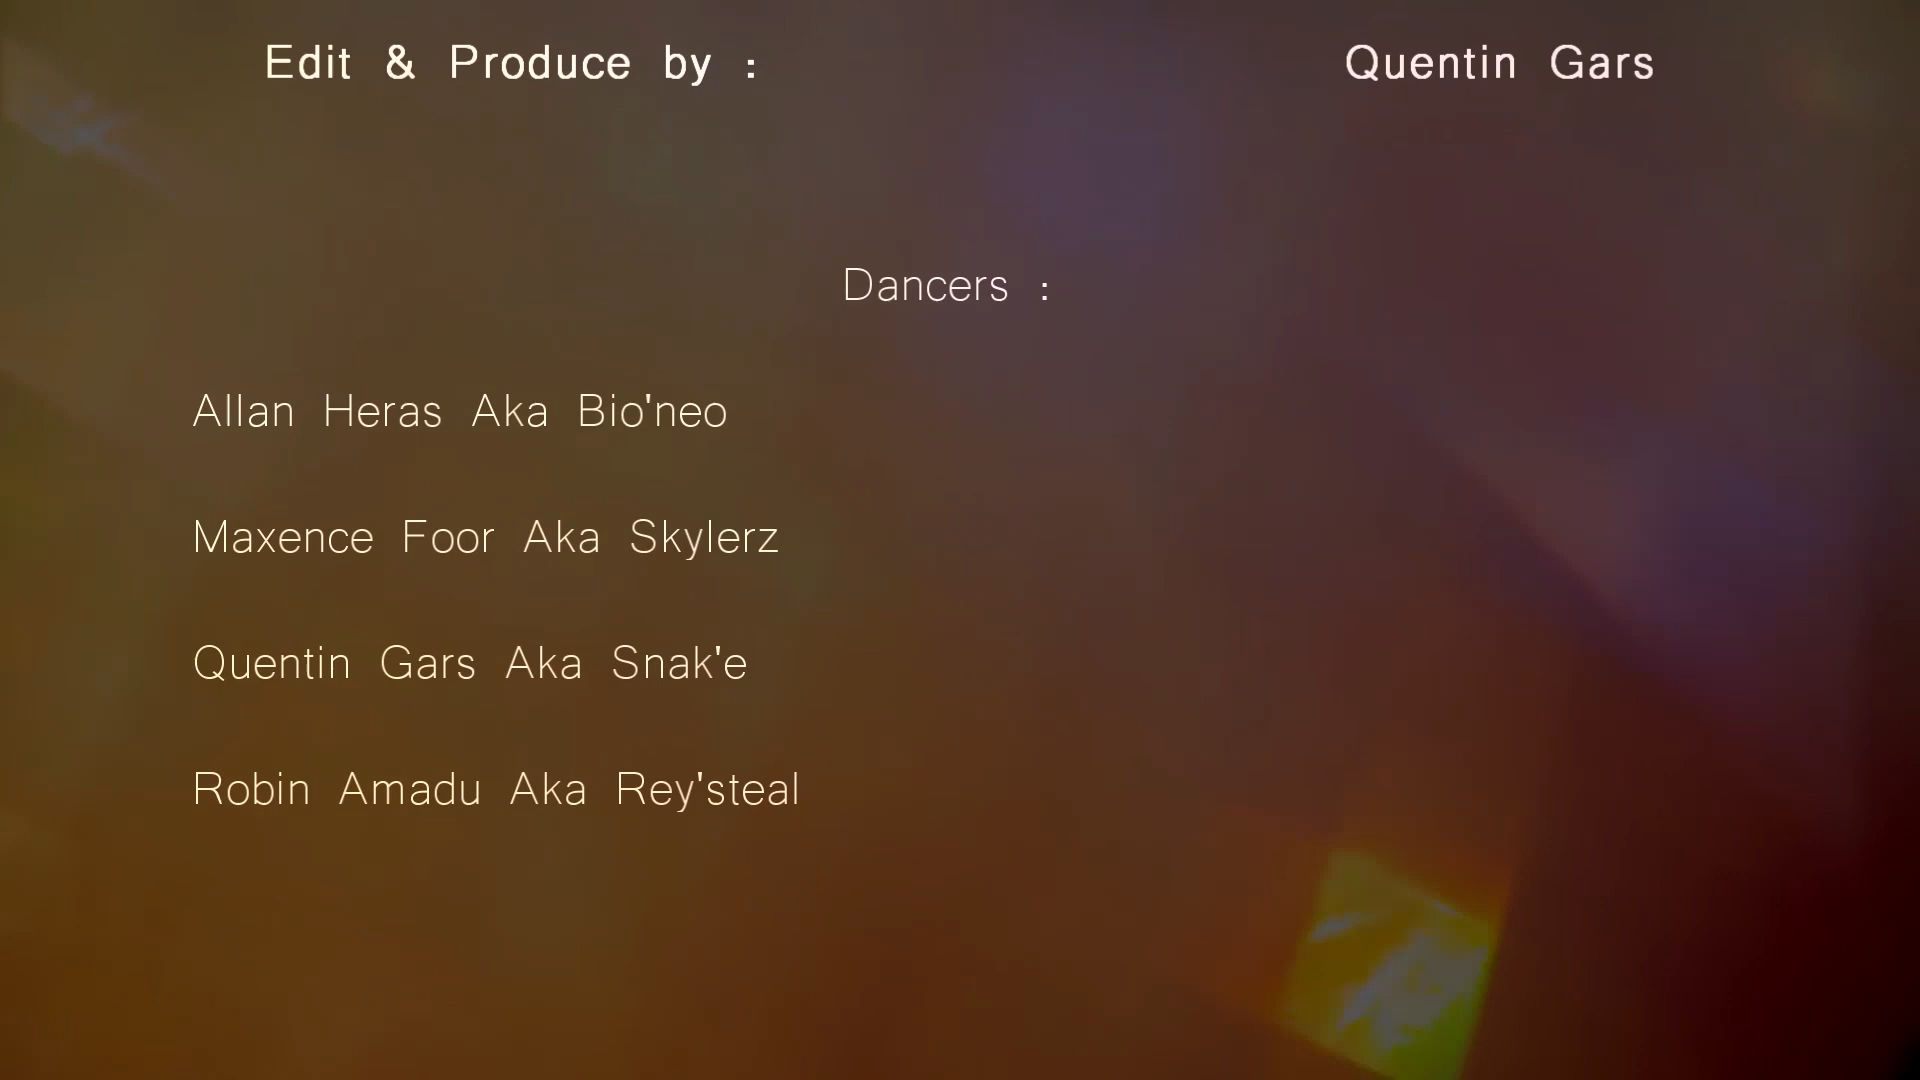 Edit & Produce by : Quentin Gars
Dancers :
Allan Heras Aka Bio'neo
Maxence Foor Aka Skylerz
Quentin Gars Aka Snak'e
Robin Amadu Aka Rey'steal